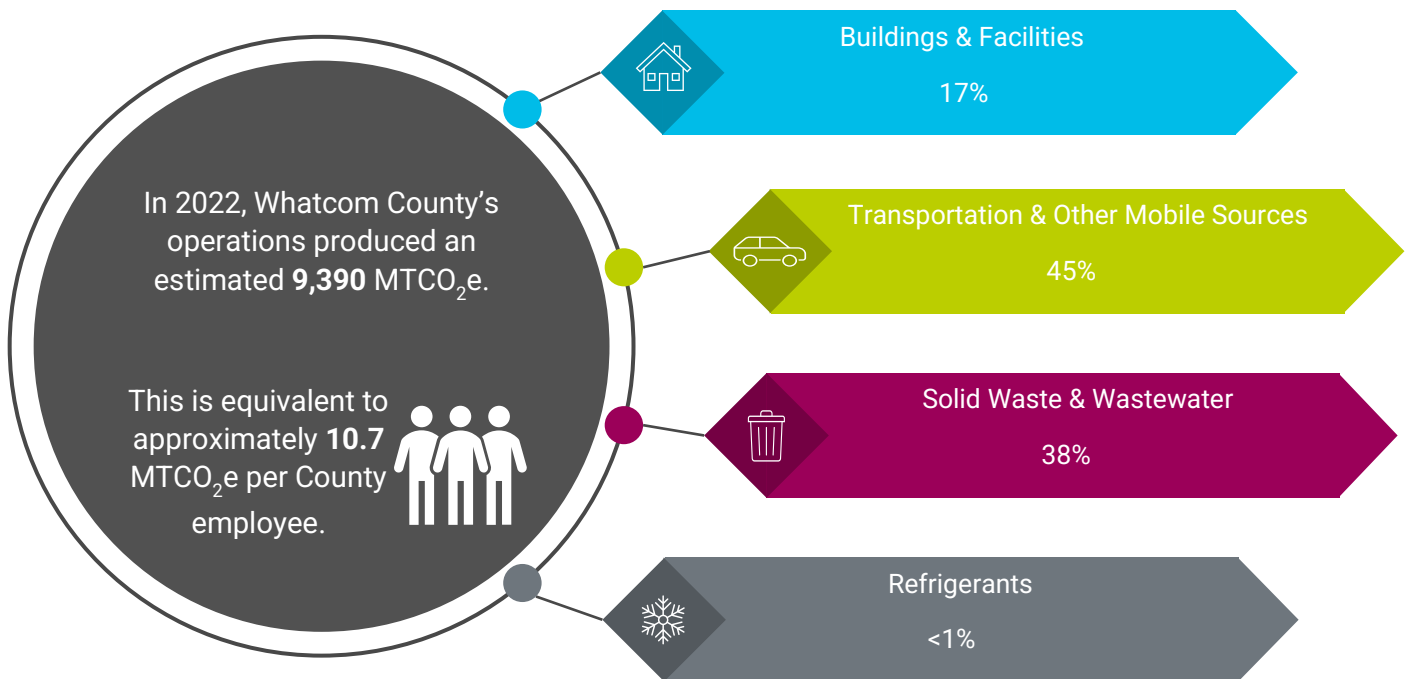 In 2022, Whatcom County’s
operations produced an
estimated 9,390 MTCO₂e.
This is equivalent to
approximately 10.7
MTCO₂e per County
employee.
Buildings & Facilities
17%
Transportation & Other Mobile Sources
45%
Solid Waste & Wastewater
38%
Refrigerants
<1%